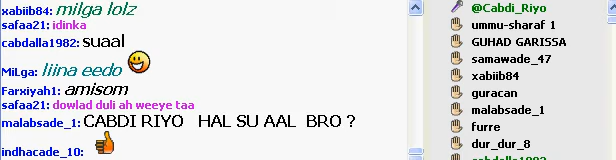 xabiib84: milga lolz
safaa21: idinka
cabdalla1982: suaal
MiLga: liina eedo
Farxiyah1: amisom
safaa21: dowlad duli ah weeye taa
malabsade_1: CABDI RIYO HAL SU AAL BRO ?
indhacade_10:
@Cabdi_Riyo
ummu-sharaf 1
GUHAD GARISSA
samawade_47
xabiib84
guracan
malabsade_1
furre
dur_dur_8
cabdalla1982